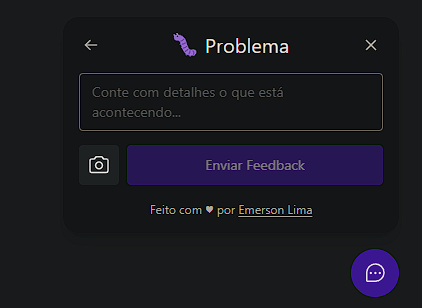 Problema
Conte com detalhes o que está
acontecendo...
Enviar Feedback
Feito com ♥ por Emerson Lima